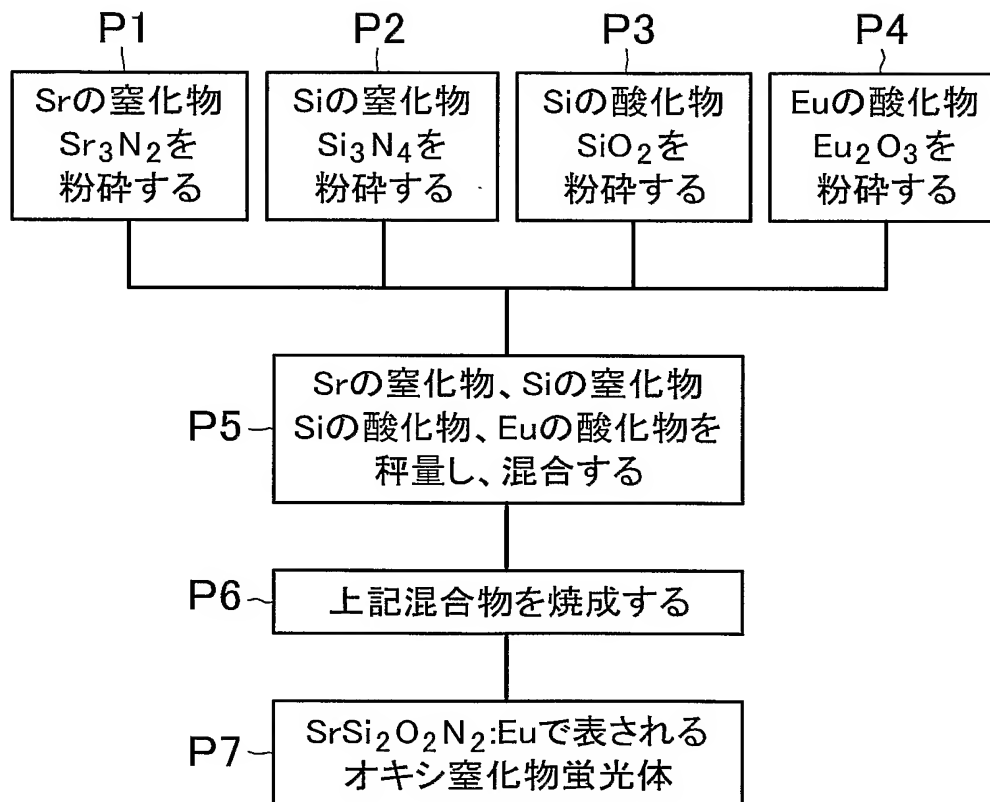 P1
P2
P3
P4
Srの窒化物
Sr₃N₂を
粉砕する
Siの窒化物
Si₃N₄を
粉砕する
Siの酸化物
SiO₂を
粉砕する
Euの酸化物
Eu₂O₃を
粉砕する
P5
Srの窒化物、Siの窒化物
Siの酸化物、Euの酸化物を
秤量し、混合する
P6
上記混合物を焼成する
P7
SrSi₂O₂N₂:Euで表される
オキシ窒化物蛍光体